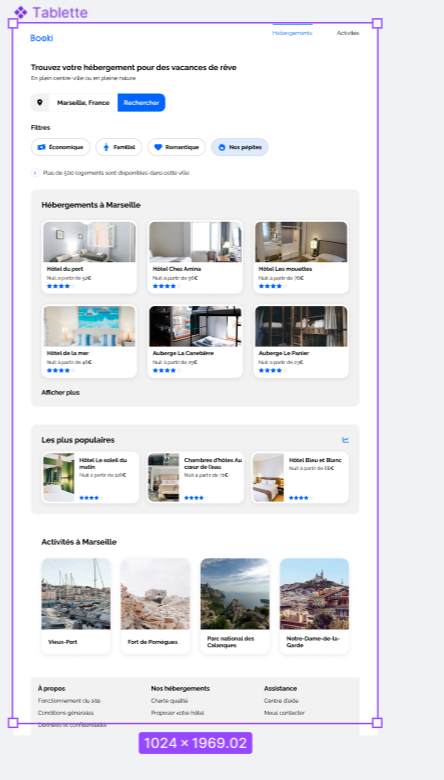 Tablette
Booki
Hébergements
Activités
Trouvez votre hébergement pour des vacances de rêve
En plein centre-ville ou en pleine nature
Marseille, France
Rechercher
Filtres
Économique
Familial
Romantique
Nos pépites
Plus de 500 logements sont disponibles dans cette ville
Hébergements à Marseille
Hôtel du port
Nuit à partir de 52€
Hôtel Chez Amina
Nuit à partir de 96€
Hôtel Les mouettes
Nuit à partir de 76€
Hôtel de la mer
Nuit à partir de 46€
Auberge La Canebière
Nuit à partir de 25€
Auberge Le Panier
Nuit à partir de 23€
Afficher plus
Les plus populaires
Hôtel Le soleil du
matin
Nuit à partir de 128€
Chambres d'hôtes Au
cœur de l'eau
Nuit à partir de 71€
Hôtel Bleu et Blanc
Nuit à partir de 68€
Activités à Marseille
Vieux-Port
Fort de Pomègues
Parc national des
Calanques
Notre-Dame-de-la-
Garde
À propos
Fonctionnement du site
Conditions générales
Données et confidentialité
Nos hébergements
Charte qualité
Proposer votre hôtel
Assistance
Centre d'aide
Nous contacter
1024 × 1969.02